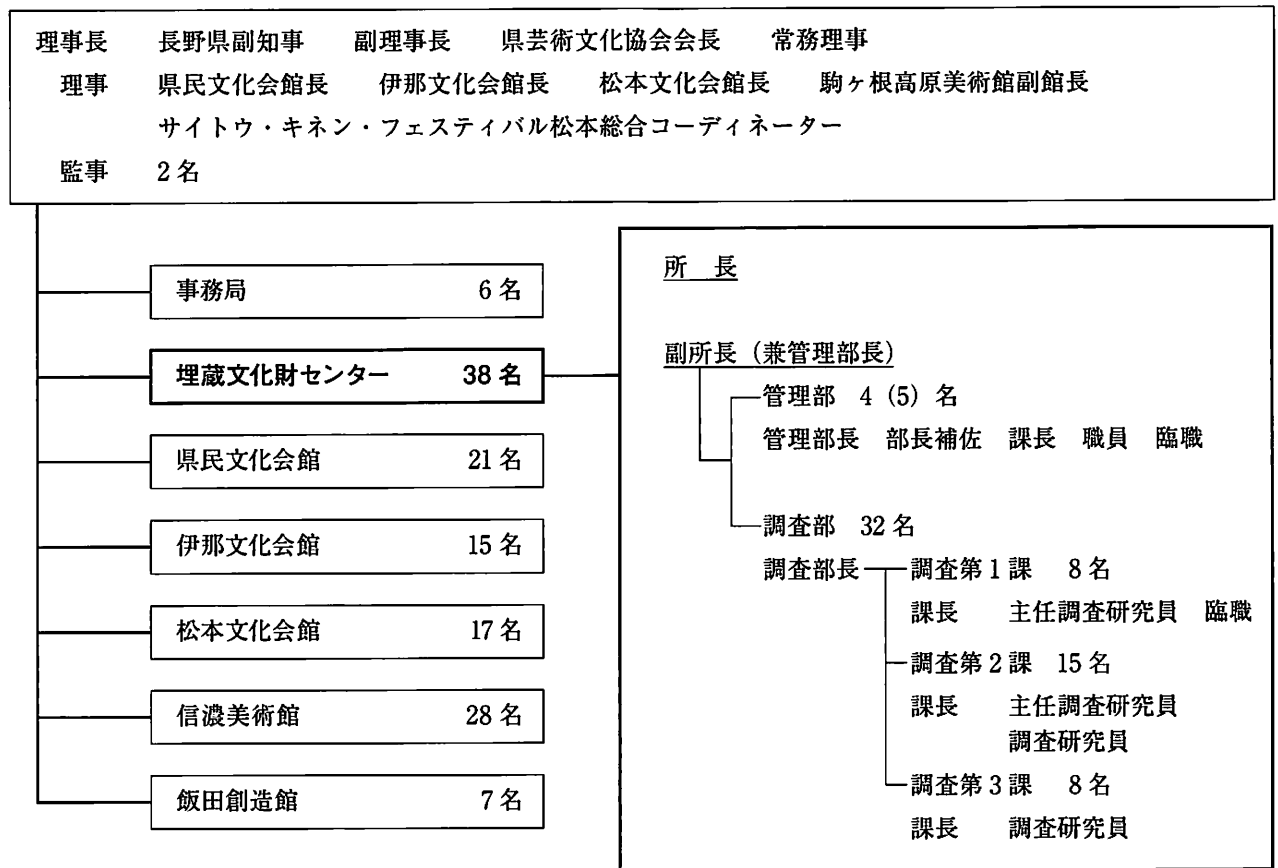 理事長 長野県副知事 副理事長 県芸術文化協会会長 常務理事
理事 県民文化会館長 伊那文化会館長 松本文化会館長 駒ヶ根高原美術館副館長
サイトウ・キネン・フェスティバル松本総合コーディネーター
監事 2名
事務局 6名
埋蔵文化財センター 38名
県民文化会館 21名
伊那文化会館 15名
松本文化会館 17名
信濃美術館 28名
飯田創造館 7名
所 長
副所長（兼管理部長）
管理部 4（5）名
管理部長 部長補佐 課長 職員 臨職
調査部 32名
調査部長
調査第1課 8名
課長 主任調査研究員 臨職
調査第2課 15名
課長 主任調査研究員
調査研究員
調査第3課 8名
課長 調査研究員